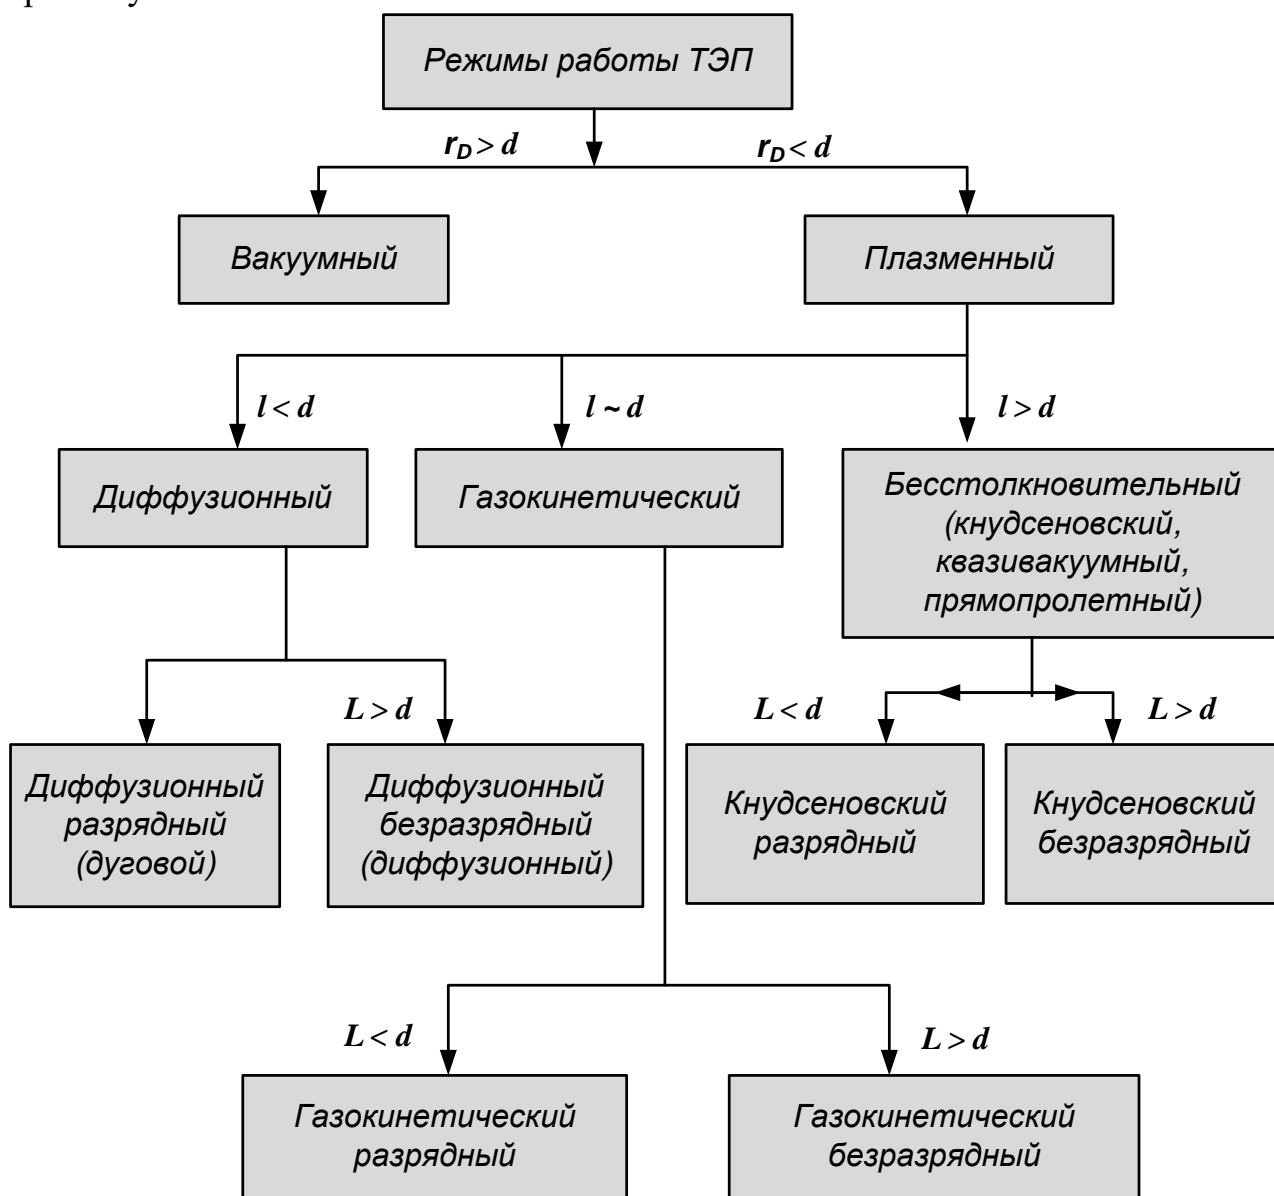 Режимы работы ТЭП
r_D > d
r_D < d
Вакуумный
Плазменный
l < d
l ~ d
l > d
Диффузионный
Газокинетический
Бесстолкновительный
(кнудсеновский,
квазивакуумный,
прямопролетный)
L > d
L < d
L > d
Диффузионный
разрядный
(дуговой)
Диффузионный
безразрядный
(диффузионный)
Кнудсеновский
разрядный
Кнудсеновский
безразрядный
L < d
L > d
Газокинетический
разрядный
Газокинетический
безразрядный